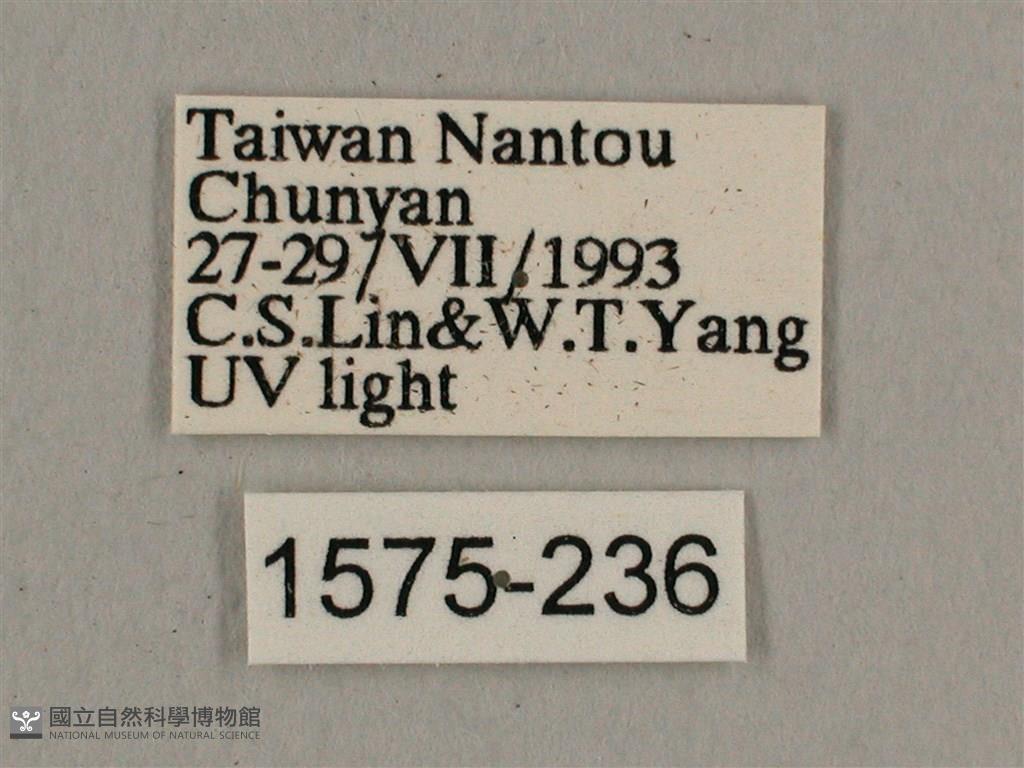 Taiwan Nantou
Chunyan
27-29/VII/1993
C.S.Lin&W.T.Yang
UV light
1575-236
國立自然科學博物館
NATIONAL MUSEUM OF NATURAL SCIENCE